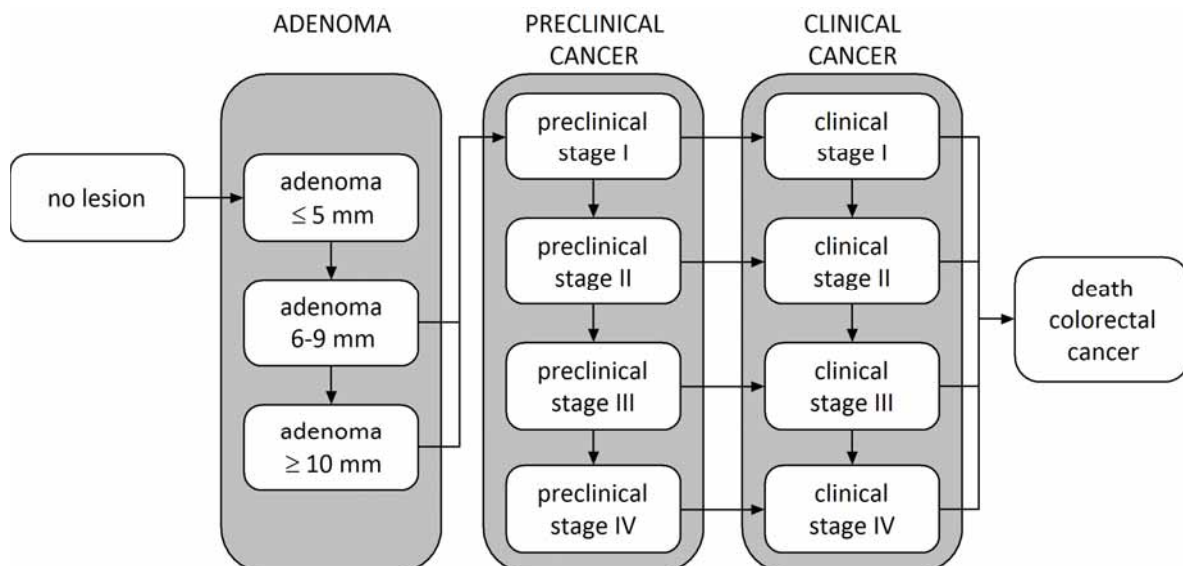 ADENOMA
PRECLINICAL
CANCER
CLINICAL
CANCER
no lesion
adenoma
≤ 5 mm
adenoma
6-9 mm
adenoma
≥ 10 mm
preclinical
stage I
preclinical
stage II
preclinical
stage III
preclinical
stage IV
clinical
stage I
clinical
stage II
clinical
stage III
clinical
stage IV
death
colorectal
cancer